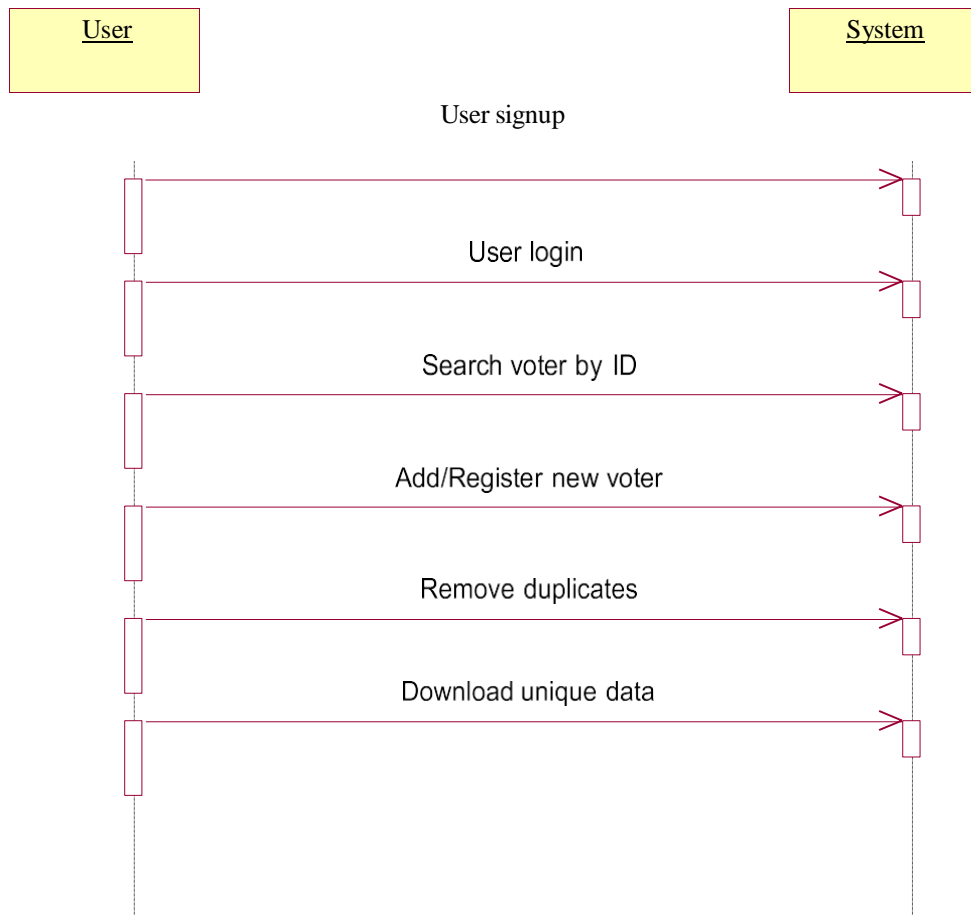 User
System
User signup
User login
Search voter by ID
Add/Register new voter
Remove duplicates
Download unique data